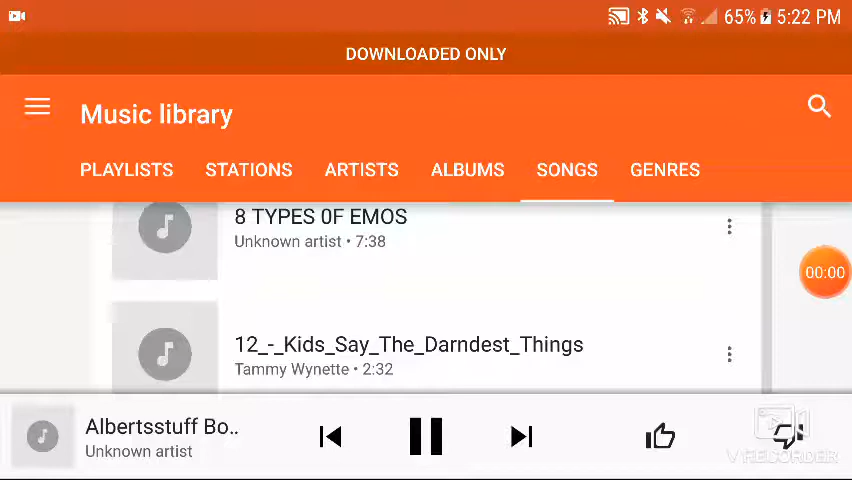 65% 5:22 PM
DOWNLOADED ONLY
Music library
PLAYLISTS STATIONS ARTISTS ALBUMS SONGS GENRES
8 TYPES 0F EMOS
Unknown artist • 7:38
00:00
12_-_Kids_Say_The_Darndest_Things
Tammy Wynette • 2:32
Albertsstuff Bo..
Unknown artist
VRECORDER